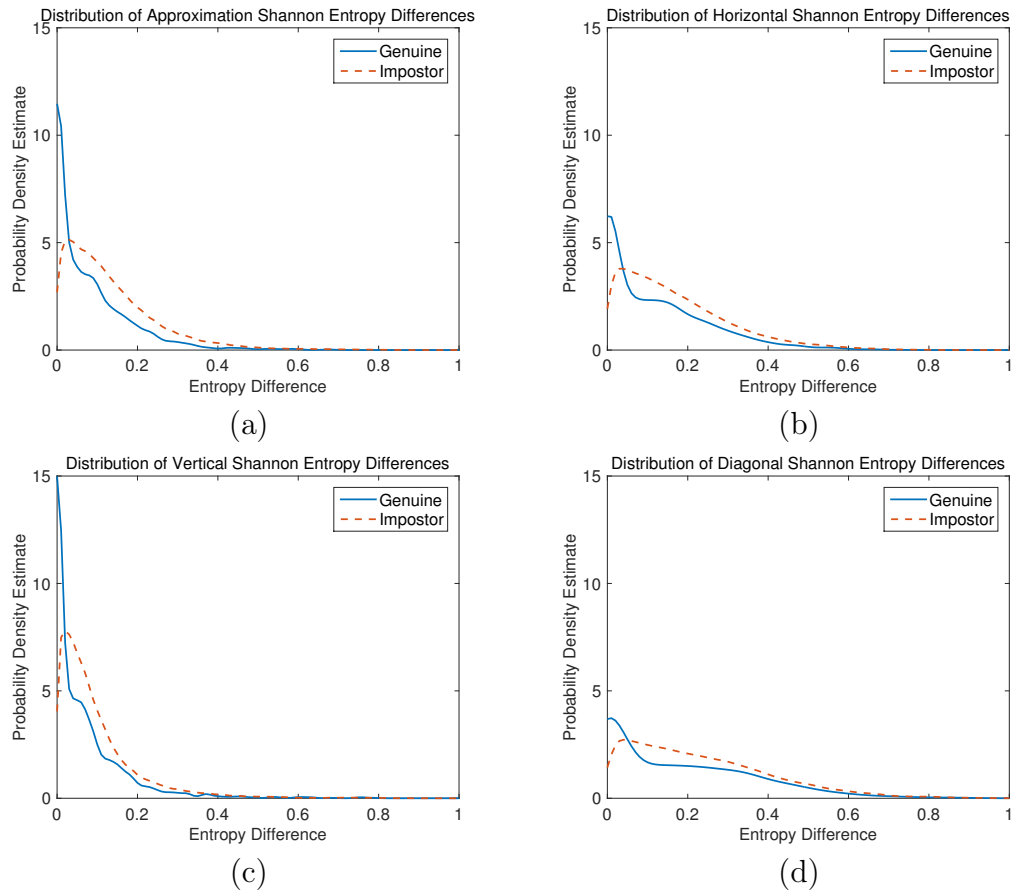 Distribution of Approximation Shannon Entropy Differences
15
10
5
0
Probability Density Estimate
Genuine
Impostor
0 0.2 0.4 0.6 0.8 1
Entropy Difference
(a)
Distribution of Horizontal Shannon Entropy Differences
15
10
5
0
Probability Density Estimate
Genuine
Impostor
0 0.2 0.4 0.6 0.8 1
Entropy Difference
(b)
Distribution of Vertical Shannon Entropy Differences
15
10
5
0
Probability Density Estimate
Genuine
Impostor
0 0.2 0.4 0.6 0.8 1
Entropy Difference
(c)
Distribution of Diagonal Shannon Entropy Differences
15
10
5
0
Probability Density Estimate
Genuine
Impostor
0 0.2 0.4 0.6 0.8 1
Entropy Difference
(d)